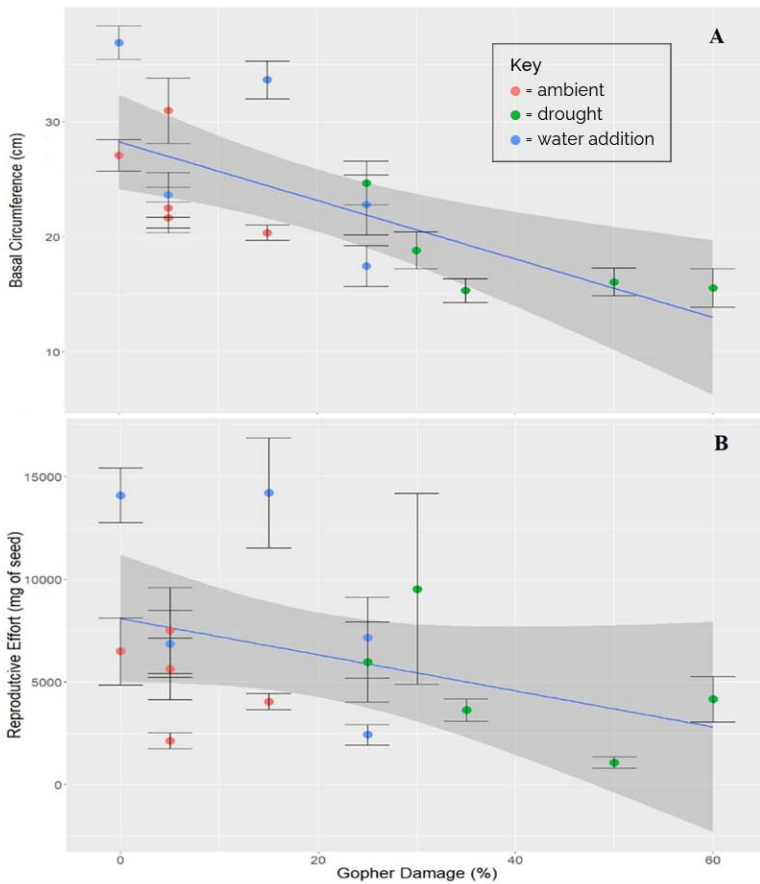 A
Key
= ambient
= drought
= water addition
30
20
10
Basal Circumference (cm)
B
15000
10000
5000
0
Reprodutcive Effort (mg of seed)
0 20 40 60
Gopher Damage (%)